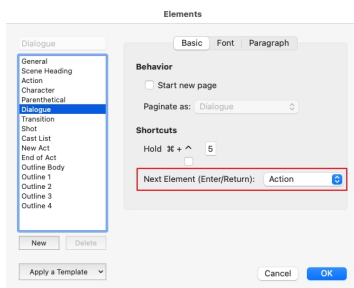 Elements
Dialogue
General
Scene Heading
Action
Character
Parenthetical
Dialogue
Transition
Shot
Cast List
New Act
End of Act
Outline Body
Outline 1
Outline 2
Outline 3
Outline 4
New Delete
Apply a Template
Basic Font Paragraph
Behavior
Start new page
Paginate as: Dialogue
Shortcuts
Hold ⌘ + ^ 5
Next Element (Enter/Return): Action
Cancel OK